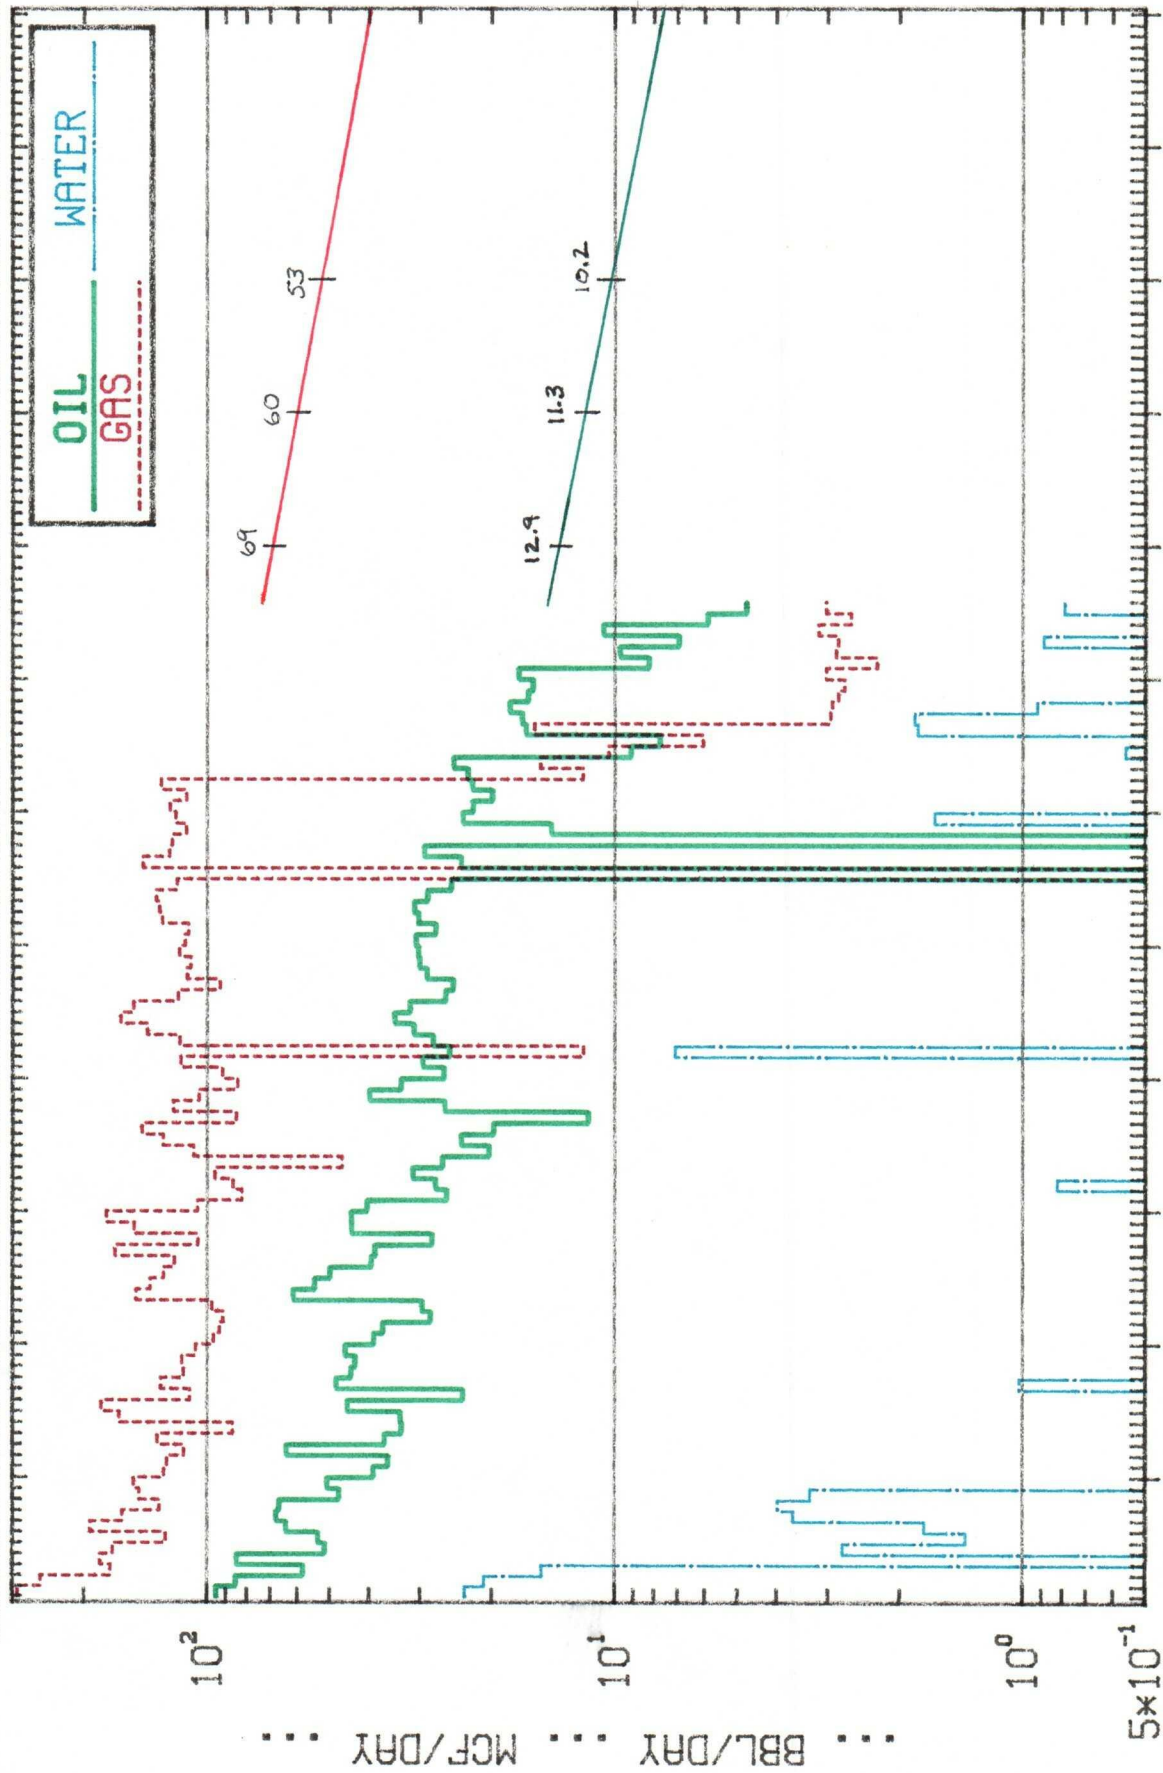 OIL
WATER
GAS
69
60
53
12.9
11.3
10.2
10²
10¹
10⁰
5*10⁻¹
... BBL/DAY ... MCF/DAY ...